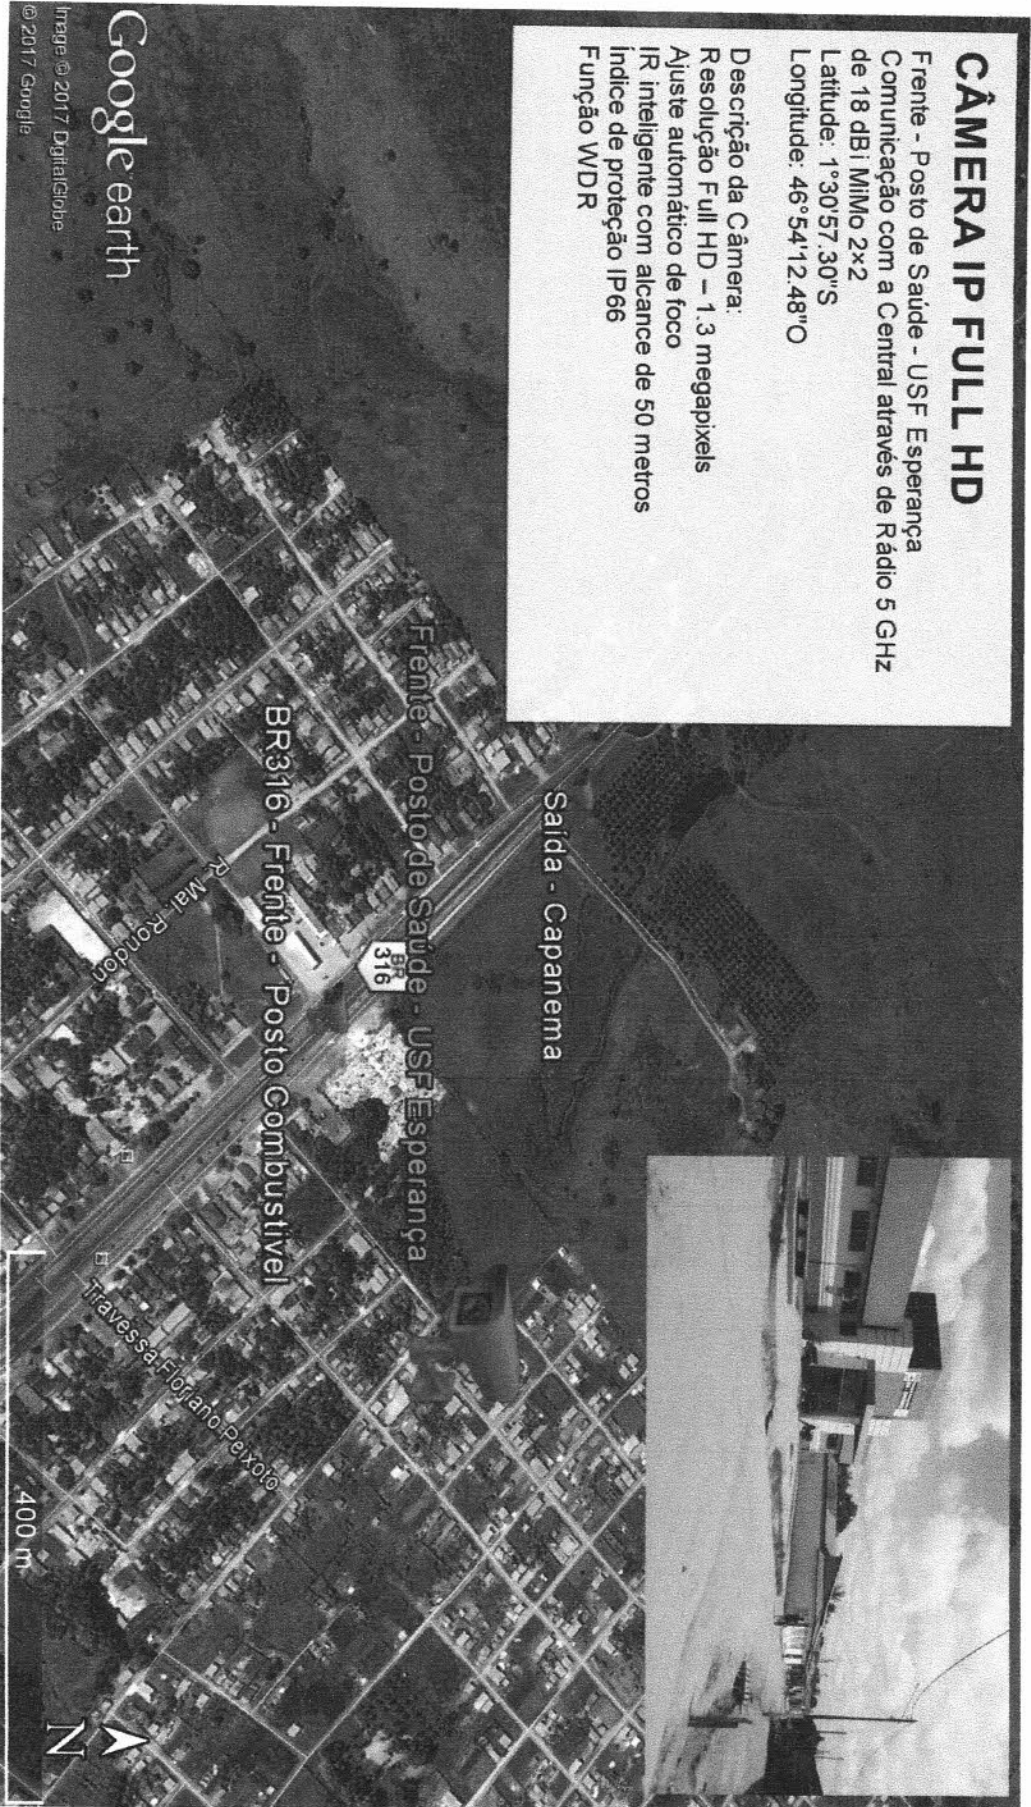 CÂMERA IP FULL HD
Frente - Posto de Saúde - USF Esperança
Comunicação com a Central através de Rádio 5 GHz
de 18 dBi MiMo 2x2
Latitude: 1°30'57.30"S
Longitude: 46°54'12.48"O
Descrição da Câmera:
Resolução Full HD – 1.3 megapixels
Ajuste automático de foco
IR inteligente com alcance de 50 metros
Índice de proteção IP66
Função WDR
Saída - Capanema
Frente - Posto de Saúde - USF Esperança
BR
316
BR316 - Frente - Posto Combustível
R. Mal. Rondon
Travessa Floriano Peixoto
Google earth
Image © 2017 DigitalGlobe
© 2017 Google
400 m
N